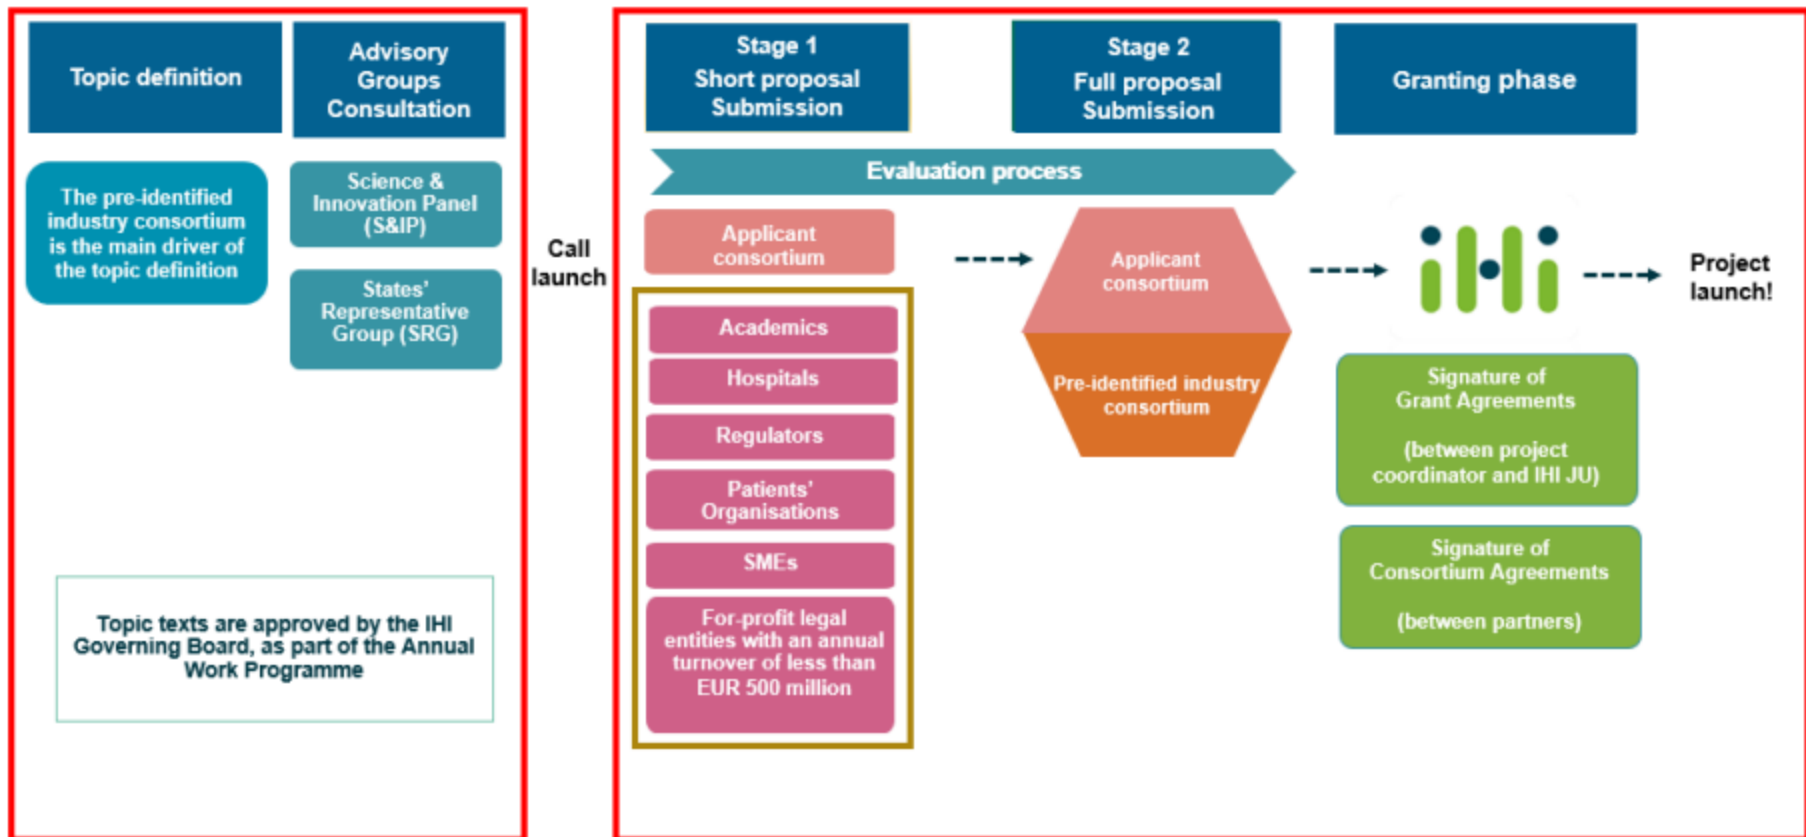 Topic definition
Advisory
Groups
Consultation
The pre-identified
industry consortium
is the main driver of
the topic definition
Science &
Innovation Panel
(S&IP)
States'
Representative
Group (SRG)
Topic texts are approved by the IHI
Governing Board, as part of the Annual
Work Programme
Call
launch
Stage 1
Short proposal
Submission
Stage 2
Full proposal
Submission
Granting phase
Evaluation process
Applicant
consortium
Academics
Hospitals
Regulators
Patients'
Organisations
SMEs
For-profit legal
entities with an annual
turnover of less than
EUR 500 million
Applicant
consortium
Pre-identified industry
consortium
iHi
Signature of
Grant Agreements
(between project
coordinator and IHI JU)
Signature of
Consortium Agreements
(between partners)
Project
launch!